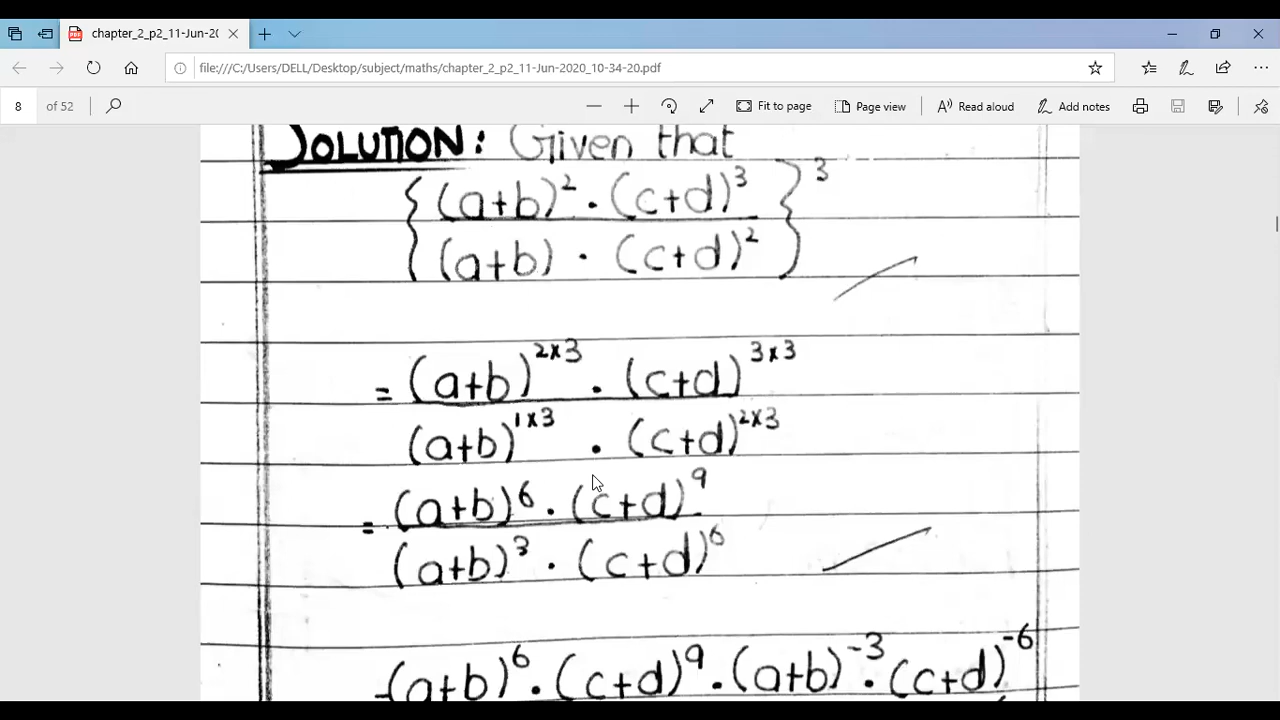 chapter_2_p2_11-Jun-20
file:///C:/Users/DELL/Desktop/subject/maths/chapter_2_p2_11-Jun-2020_10-34-20.pdf
8 of 52 Fit to page Page view Read aloud Add notes
SOLUTION: Given that
{ (a+b)² · (c+d)³ }³
(a+b) · (c+d)²
= (a+b)^2×3 · (c+d)^3×3
(a+b)^1×3 · (c+d)^2×3
= (a+b)⁶ · (c+d)⁹
(a+b)³ · (c+d)⁶
=(a+b)⁶ · (c+d)⁹ · (a+b)⁻³ · (c+d)⁻⁶